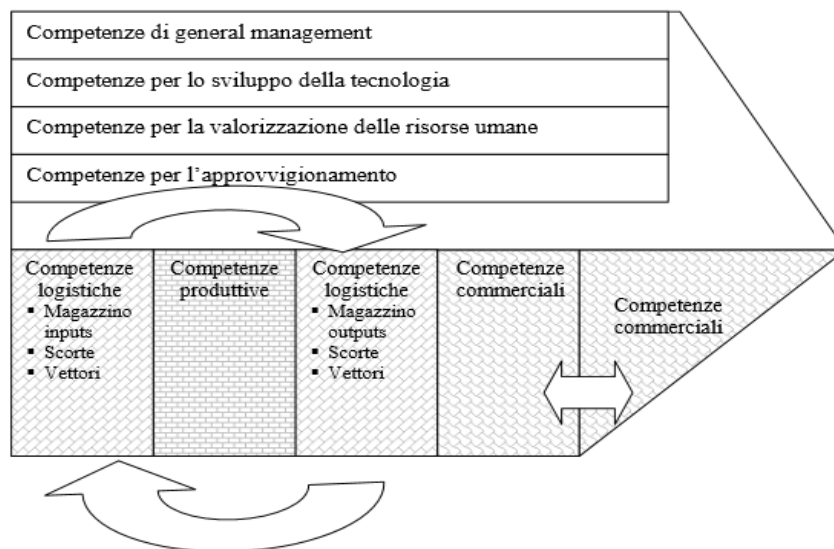 Competenze di general management
Competenze per lo sviluppo della tecnologia
Competenze per la valorizzazione delle risorse umane
Competenze per l’approvvigionamento
Competenze
logistiche
▪ Magazzino
inputs
▪ Scorte
▪ Vettori
Competenze
produttive
Competenze
logistiche
▪ Magazzino
outputs
▪ Scorte
▪ Vettori
Competenze
commerciali
Competenze
commerciali